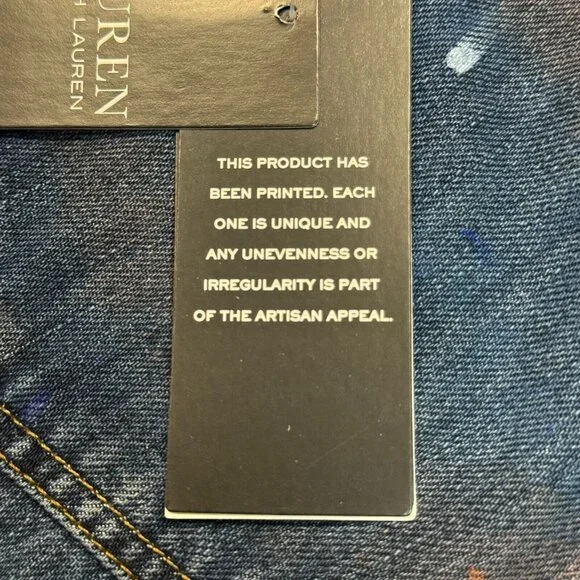 UREN
H LAUREN
THIS PRODUCT HAS
BEEN PRINTED. EACH
ONE IS UNIQUE AND
ANY UNEVENNESS OR
IRREGULARITY IS PART
OF THE ARTISAN APPEAL.